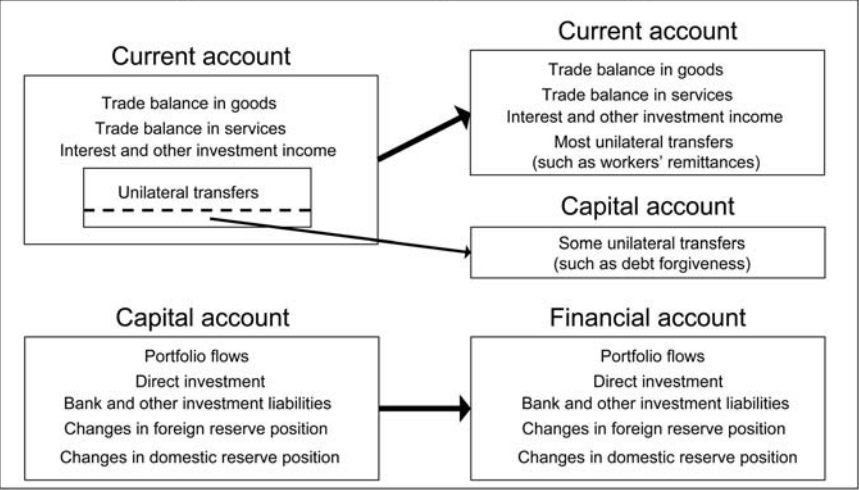 Current account
Trade balance in goods
Trade balance in services
Interest and other investment income
Unilateral transfers
Current account
Trade balance in goods
Trade balance in services
Interest and other investment income
Most unilateral transfers
(such as workers' remittances)
Capital account
Some unilateral transfers
(such as debt forgiveness)
Capital account
Portfolio flows
Direct investment
Bank and other investment liabilities
Changes in foreign reserve position
Changes in domestic reserve position
Financial account
Portfolio flows
Direct investment
Bank and other investment liabilities
Changes in foreign reserve position
Changes in domestic reserve position